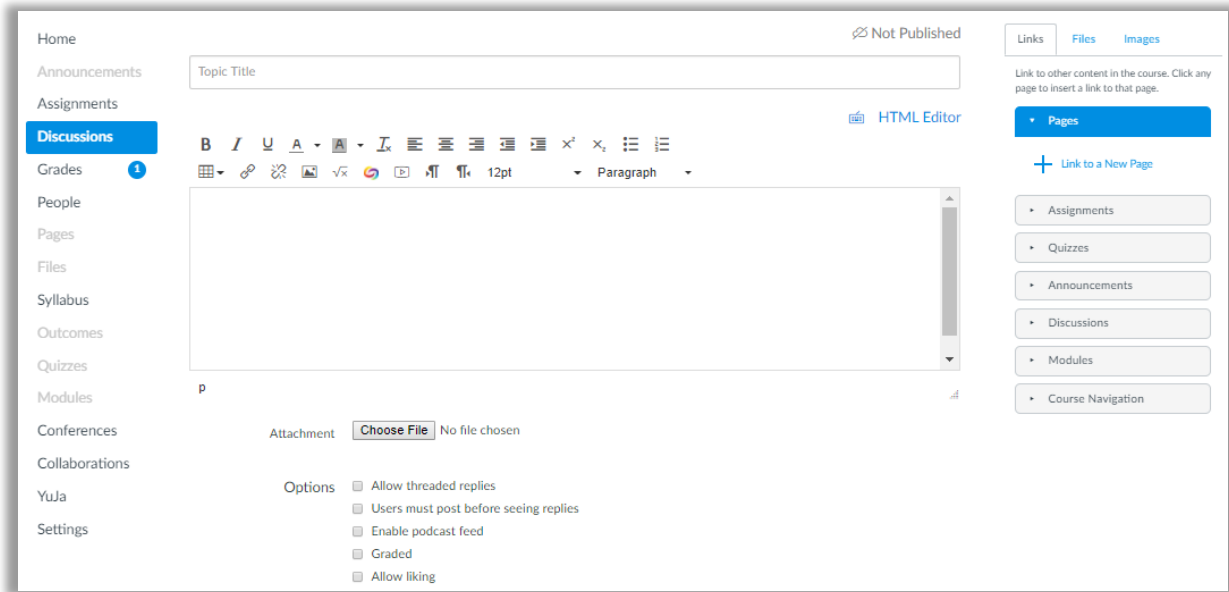 Home
Announcements
Assignments
Discussions
Grades 1
People
Pages
Files
Syllabus
Outcomes
Quizzes
Modules
Conferences
Collaborations
YuJa
Settings
Not Published
Topic Title
HTML Editor
B I U A A Ix x² x₂
√x 12pt Paragraph
p
Attachment Choose File No file chosen
Options Allow threaded replies
Users must post before seeing replies
Enable podcast feed
Graded
Allow liking
Links Files Images
Link to other content in the course. Click any
page to insert a link to that page.
Pages
Link to a New Page
Assignments
Quizzes
Announcements
Discussions
Modules
Course Navigation